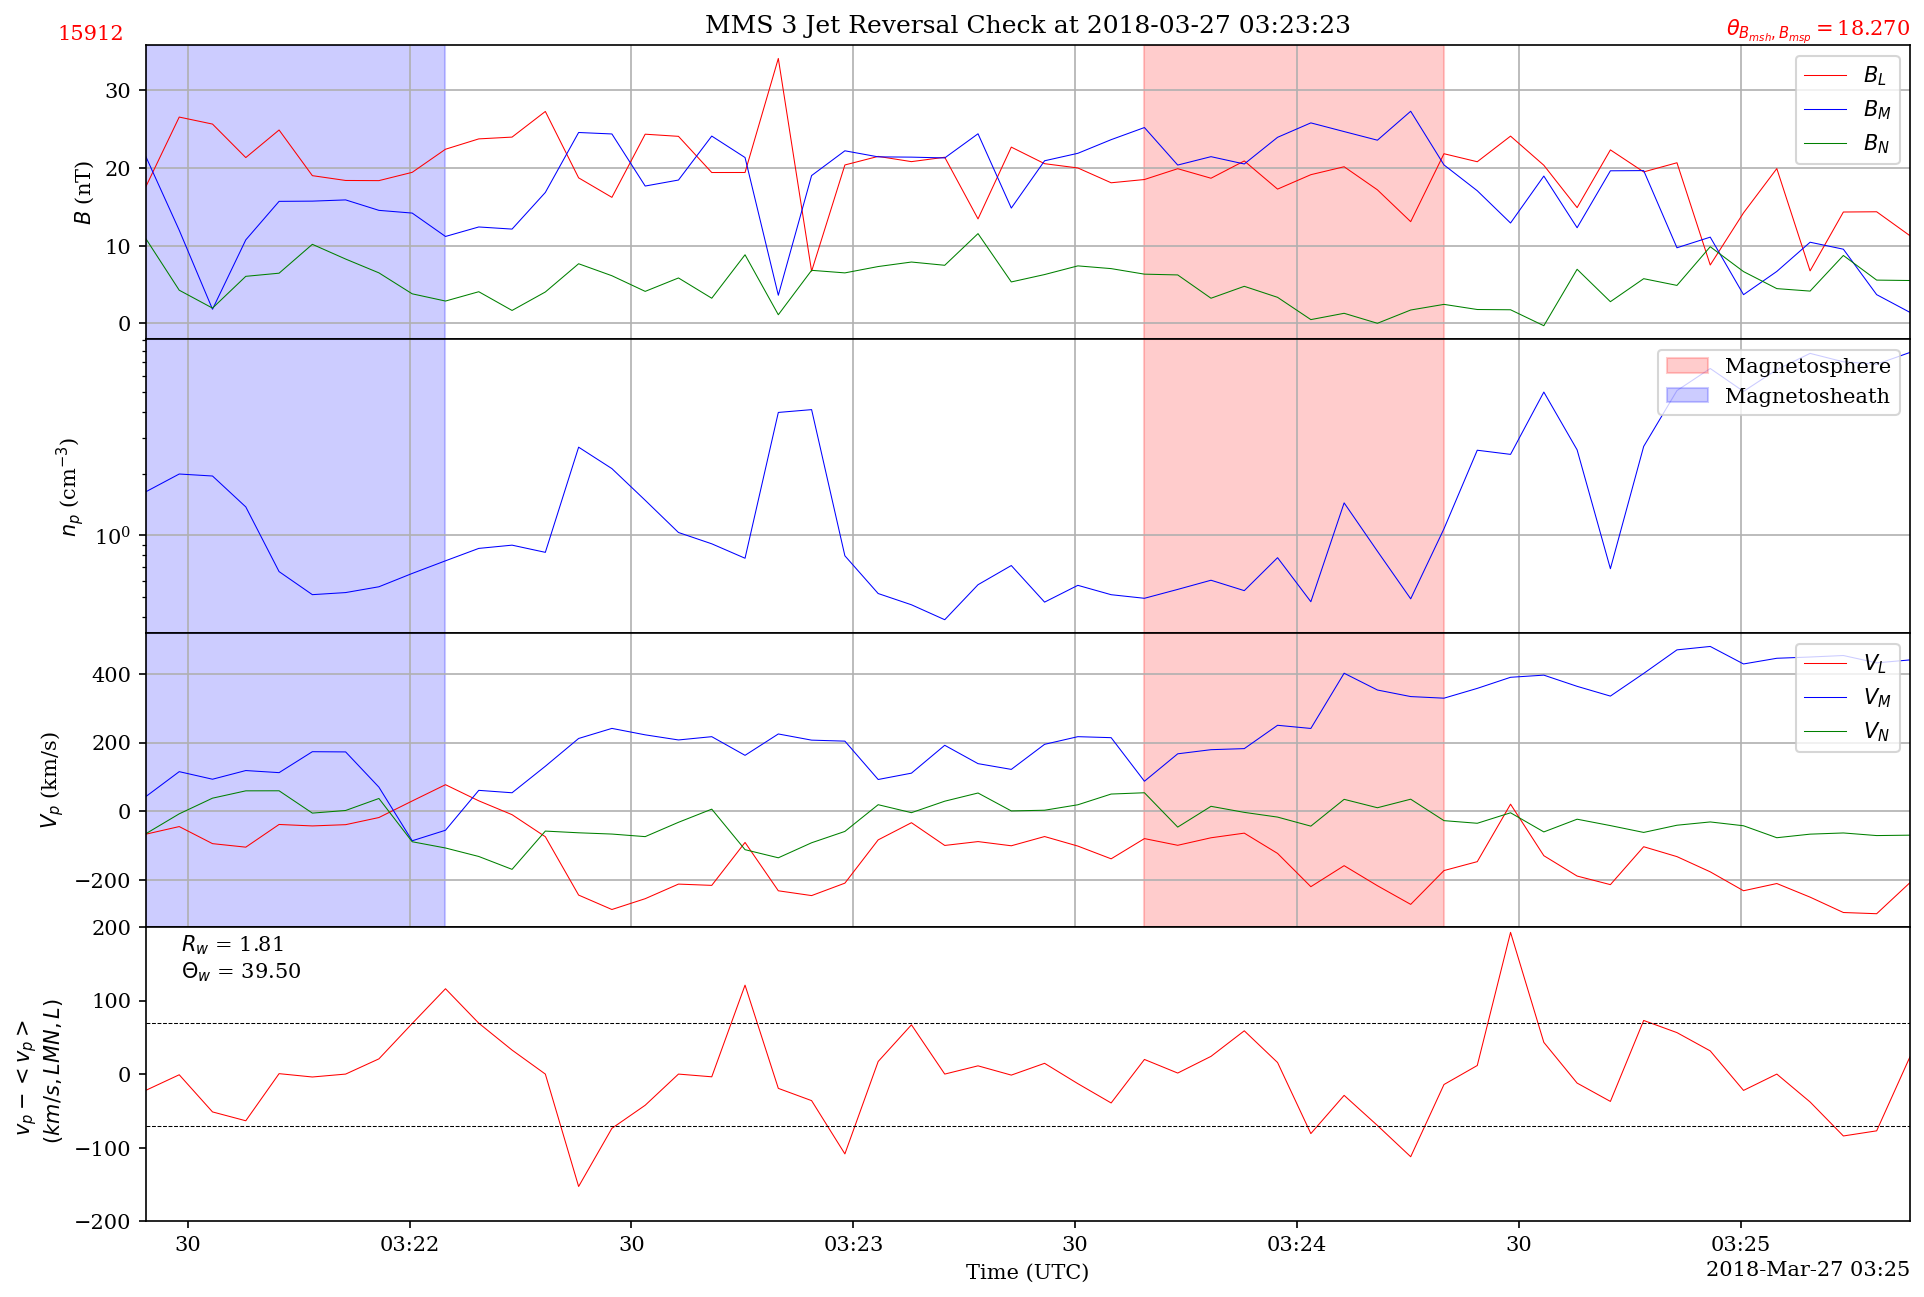 MMS 3 Jet Reversal Check at 2018-03-27 03:23:23
15912
θ_{B_{msh}, B_{msp}} = 18.270
B (nT)
30
20
10
0
B_L
B_M
B_N
n_p (cm⁻³)
10⁰
Magnetosphere
Magnetosheath
V_p (km/s)
400
200
0
−200
V_L
V_M
V_N
v_p − < v_p >
(km/s, LMN, L)
200
100
0
−100
−200
R_w = 1.81
Θ_w = 39.50
30 03:22 30 03:23 30 03:24 30 03:25
Time (UTC)
2018-Mar-27 03:25